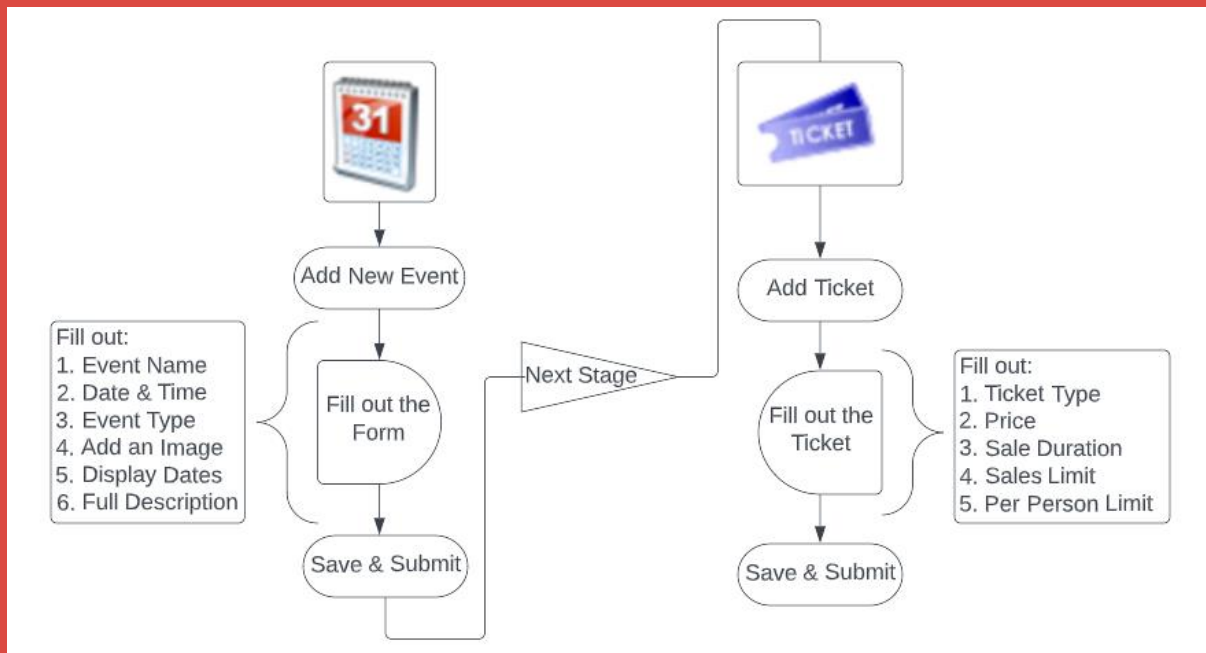 31
Add New Event
Fill out:
1. Event Name
2. Date & Time
3. Event Type
4. Add an Image
5. Display Dates
6. Full Description
Fill out the
Form
Save & Submit
Next Stage
TICKET
Add Ticket
Fill out the
Ticket
Fill out:
1. Ticket Type
2. Price
3. Sale Duration
4. Sales Limit
5. Per Person Limit
Save & Submit